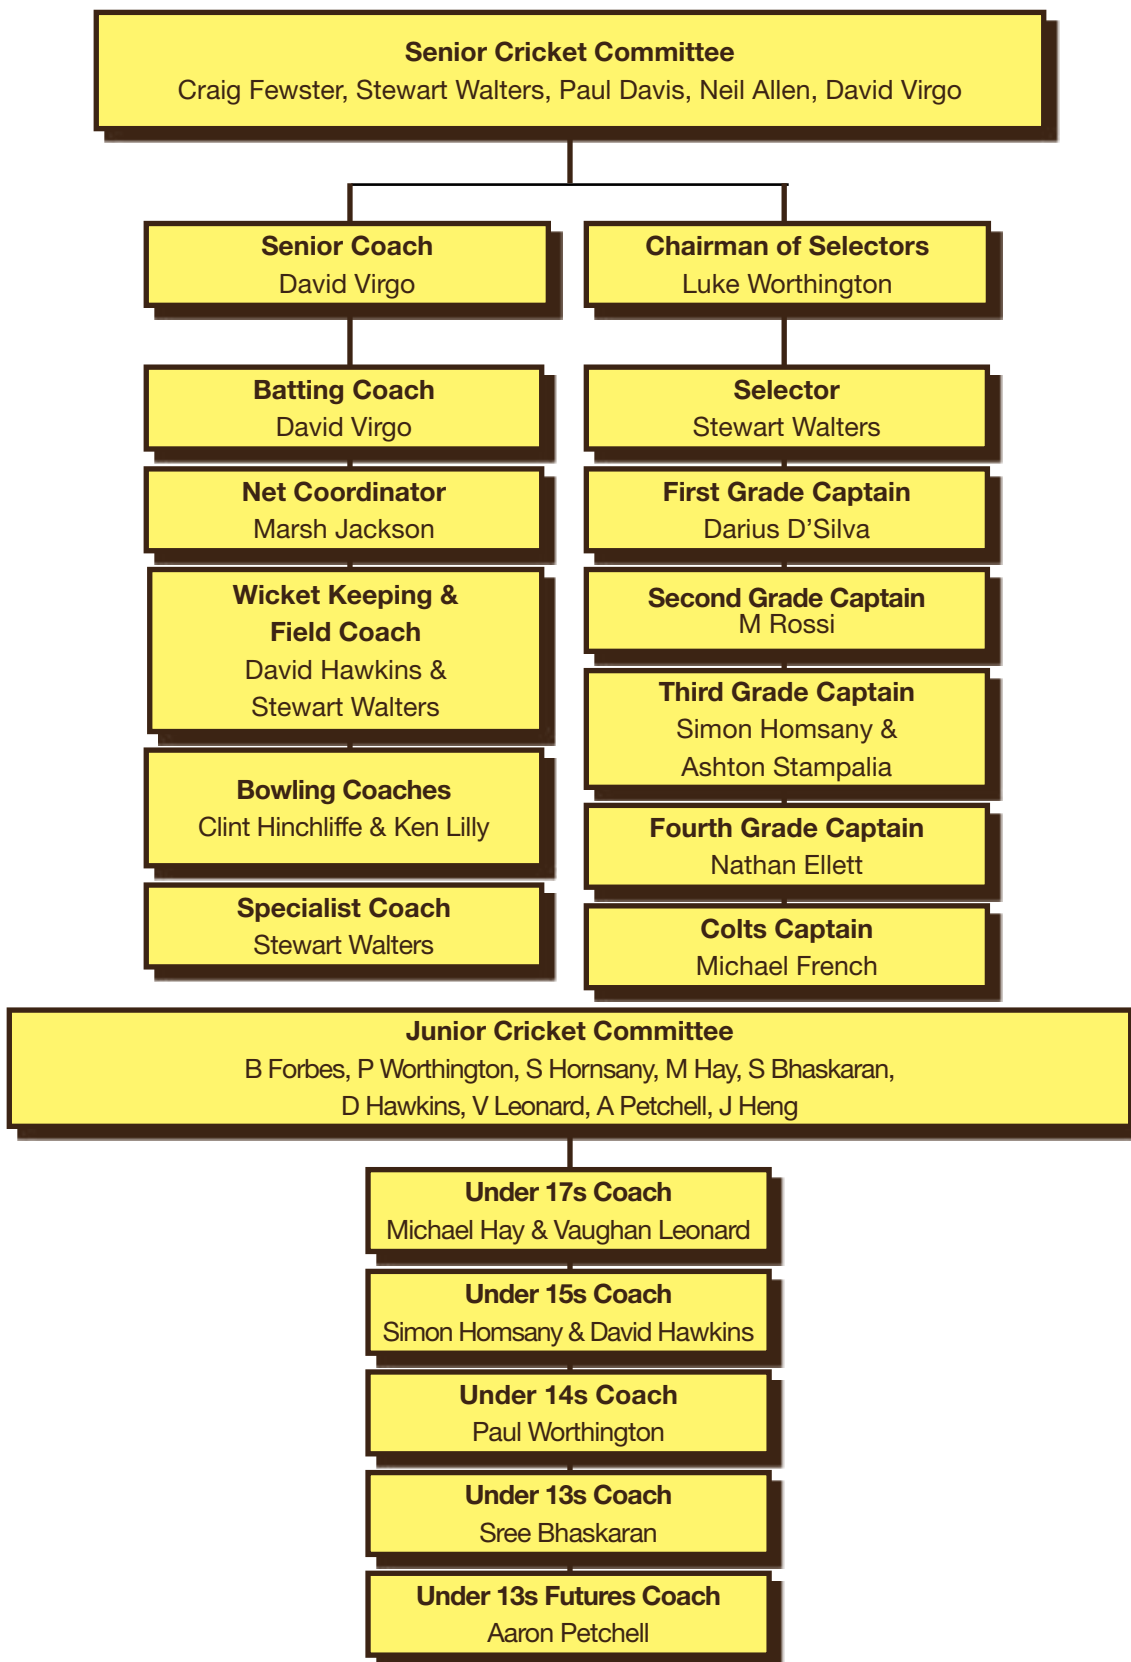 Senior Cricket Committee
Craig Fewster, Stewart Walters, Paul Davis, Neil Allen, David Virgo
Senior Coach
David Virgo
Chairman of Selectors
Luke Worthington
Batting Coach
David Virgo
Selector
Stewart Walters
Net Coordinator
Marsh Jackson
First Grade Captain
Darius D’Silva
Wicket Keeping &
Field Coach
David Hawkins &
Stewart Walters
Second Grade Captain
M Rossi
Third Grade Captain
Simon Homsany &
Ashton Stampalia
Bowling Coaches
Clint Hinchliffe & Ken Lilly
Fourth Grade Captain
Nathan Ellett
Specialist Coach
Stewart Walters
Colts Captain
Michael French
Junior Cricket Committee
B Forbes, P Worthington, S Hornsany, M Hay, S Bhaskaran,
D Hawkins, V Leonard, A Petchell, J Heng
Under 17s Coach
Michael Hay & Vaughan Leonard
Under 15s Coach
Simon Homsany & David Hawkins
Under 14s Coach
Paul Worthington
Under 13s Coach
Sree Bhaskaran
Under 13s Futures Coach
Aaron Petchell